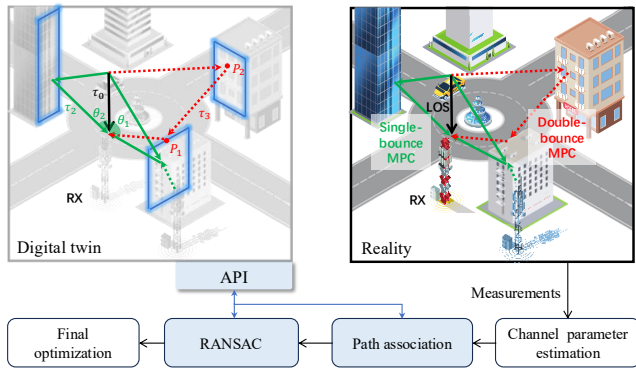 τ0
τ2
θ2
θ1
τ3
P2
P1
RX
Digital twin
LOS
Single-
bounce
MPC
Double-
bounce
MPC
RX
Reality
API
Measurements
Final
optimization
RANSAC
Path association
Channel parameter
estimation